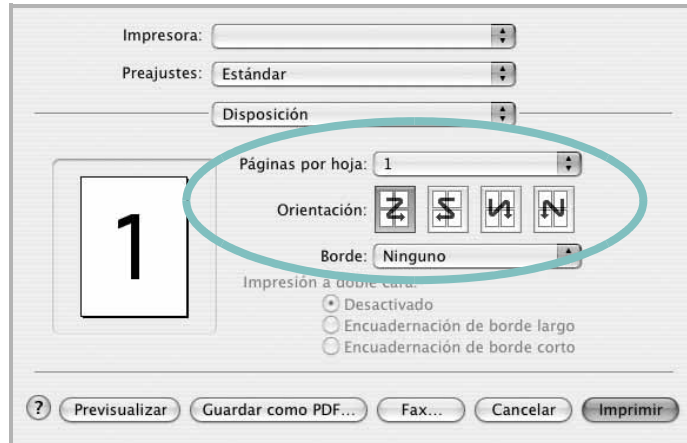 Impresora:
Preajustes: Estándar
Disposición
Páginas por hoja: 1
Orientación:
1
Borde: Ninguno
Impresión a doble cara:
Desactivado
Encuadernación de borde largo
Encuadernación de borde corto
? Previsualizar Guardar como PDF... Fax... Cancelar Imprimir